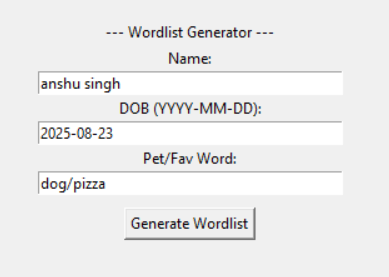 --- Wordlist Generator ---
Name:
anshu singh
DOB (YYYY-MM-DD):
2025-08-23
Pet/Fav Word:
dog/pizza
Generate Wordlist